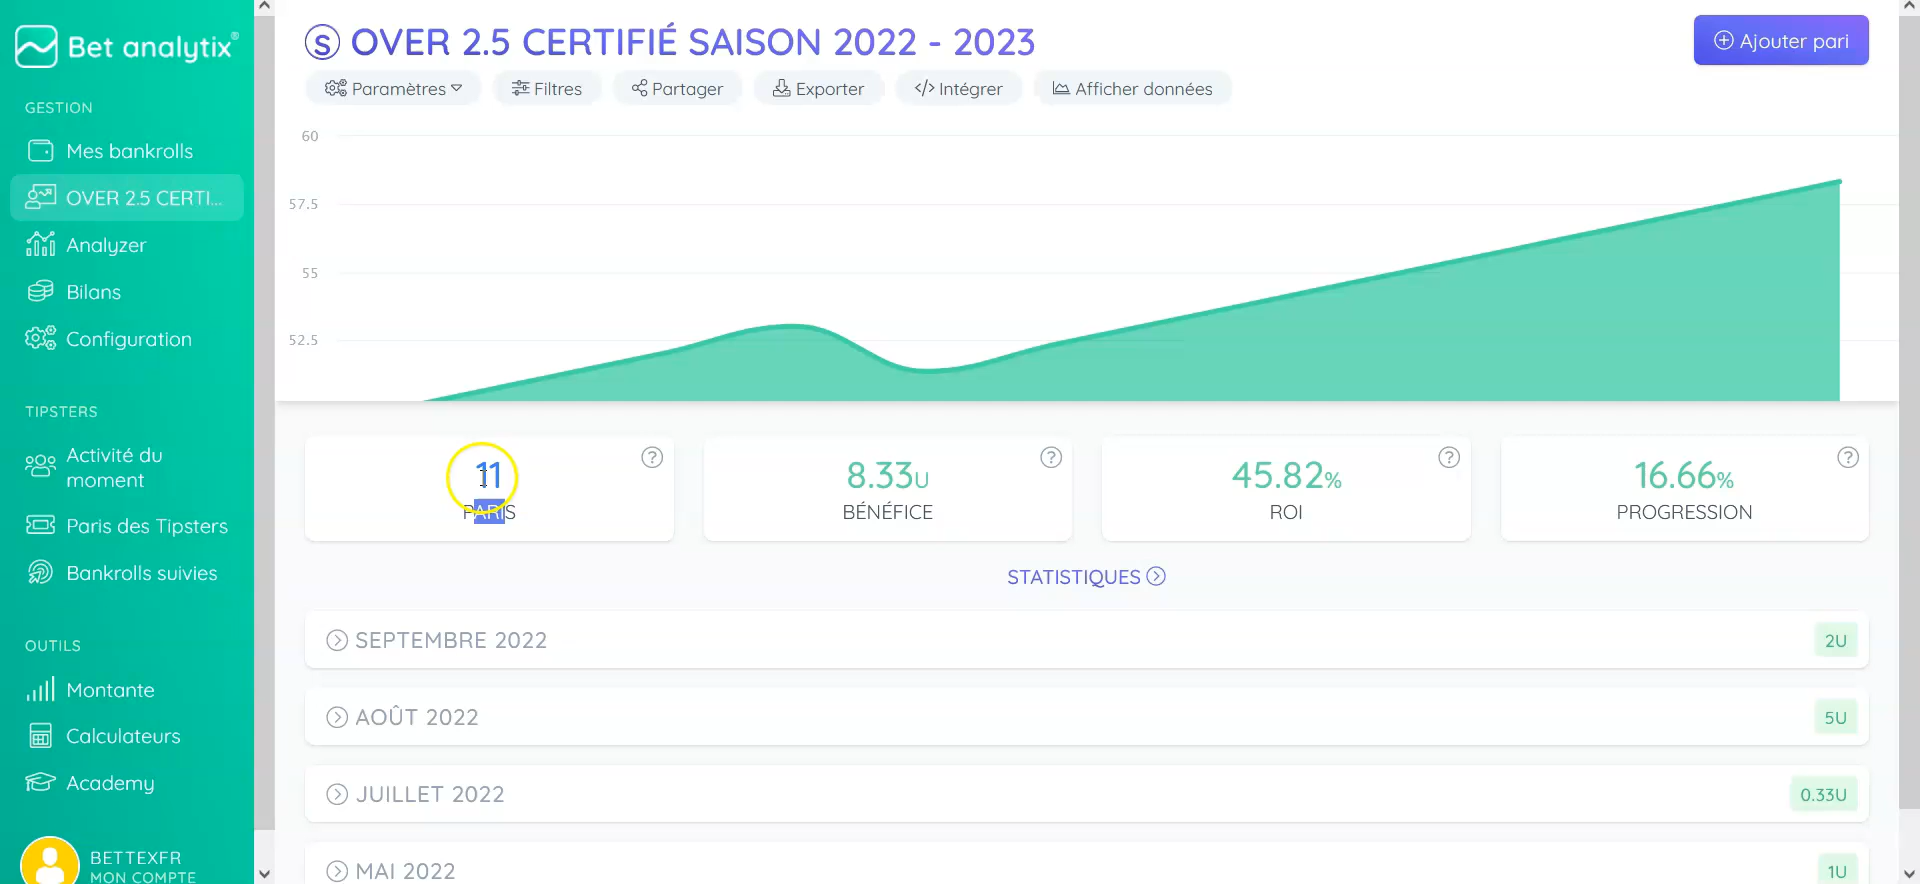 Bet analytix®
GESTION
Mes bankrolls
OVER 2.5 CERTI...
Analyzer
Bilans
Configuration
TIPSTERS
Activité du
moment
Paris des Tipsters
Bankrolls suivies
OUTILS
Montante
Calculateurs
Academy
BETTEXFR
MON COMPTE
S OVER 2.5 CERTIFIÉ SAISON 2022 - 2023
Ajouter pari
Paramètres Filtres Partager Exporter </> Intégrer Afficher données
60
57.5
55
52.5
11
PARIS
?
8.33U
BÉNÉFICE
?
45.82%
ROI
?
16.66%
PROGRESSION
?
STATISTIQUES
SEPTEMBRE 2022 2U
AOÛT 2022 5U
JUILLET 2022 0.33U
MAI 2022 1U